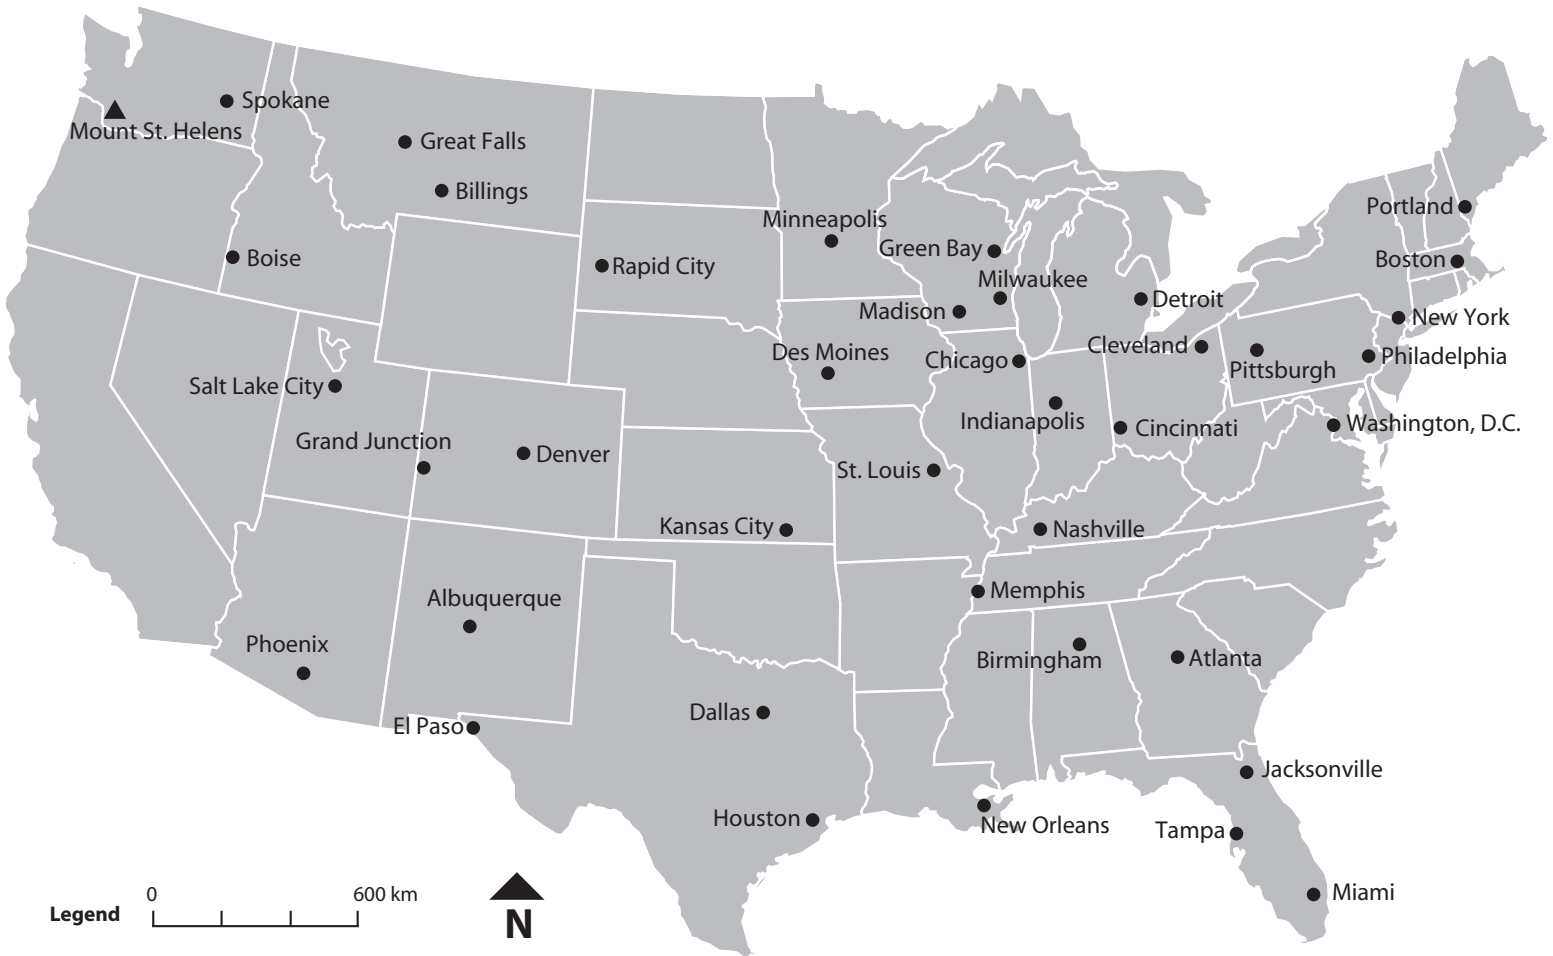 Spokane
Mount St. Helens
Great Falls
Billings
Minneapolis
Portland
Green Bay
Boise
Rapid City
Boston
Milwaukee
Detroit
Madison
New York
Cleveland
Des Moines
Chicago
Pittsburgh
Philadelphia
Salt Lake City
Indianapolis
Cincinnati
Washington, D.C.
Grand Junction
Denver
St. Louis
Kansas City
Nashville
Albuquerque
Memphis
Phoenix
Birmingham
Atlanta
El Paso
Dallas
Jacksonville
Houston
New Orleans
Tampa
Miami
0 600 km
Legend
N